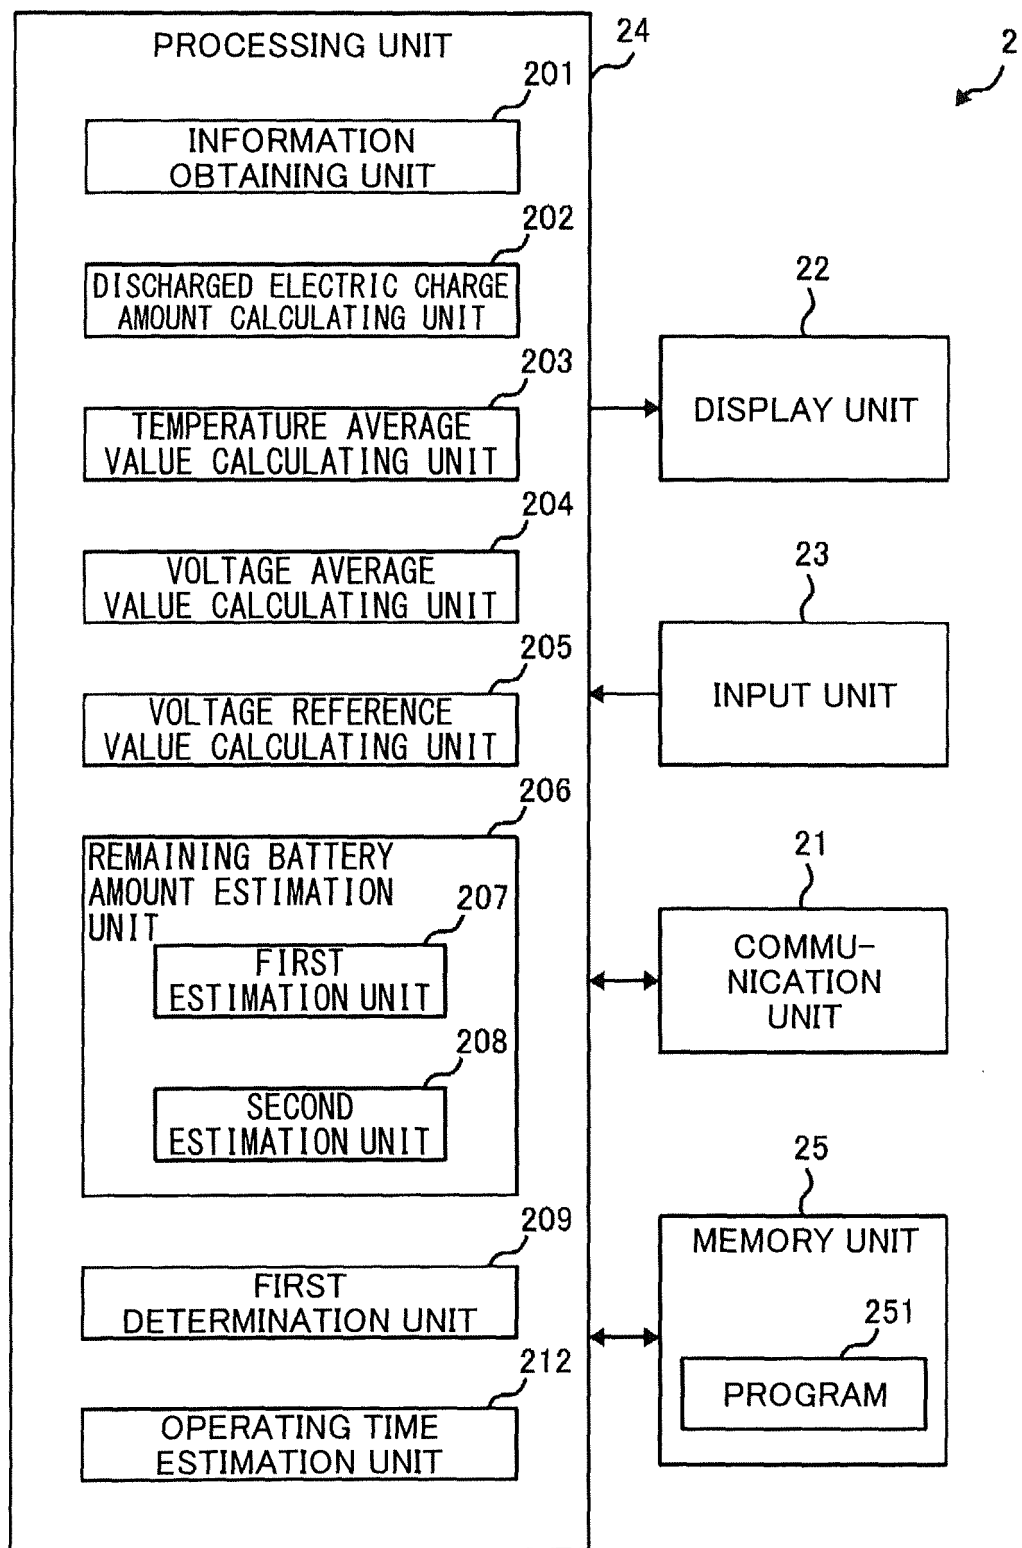 PROCESSING UNIT
24
2
201
INFORMATION
OBTAINING UNIT
202
DISCHARGED ELECTRIC CHARGE
AMOUNT CALCULATING UNIT
203
TEMPERATURE AVERAGE
VALUE CALCULATING UNIT
204
VOLTAGE AVERAGE
VALUE CALCULATING UNIT
205
VOLTAGE REFERENCE
VALUE CALCULATING UNIT
206
REMAINING BATTERY
AMOUNT ESTIMATION
UNIT
207
FIRST
ESTIMATION UNIT
208
SECOND
ESTIMATION UNIT
209
FIRST
DETERMINATION UNIT
212
OPERATING TIME
ESTIMATION UNIT
22
DISPLAY UNIT
23
INPUT UNIT
21
COMMU-
NICATION
UNIT
25
MEMORY UNIT
251
PROGRAM